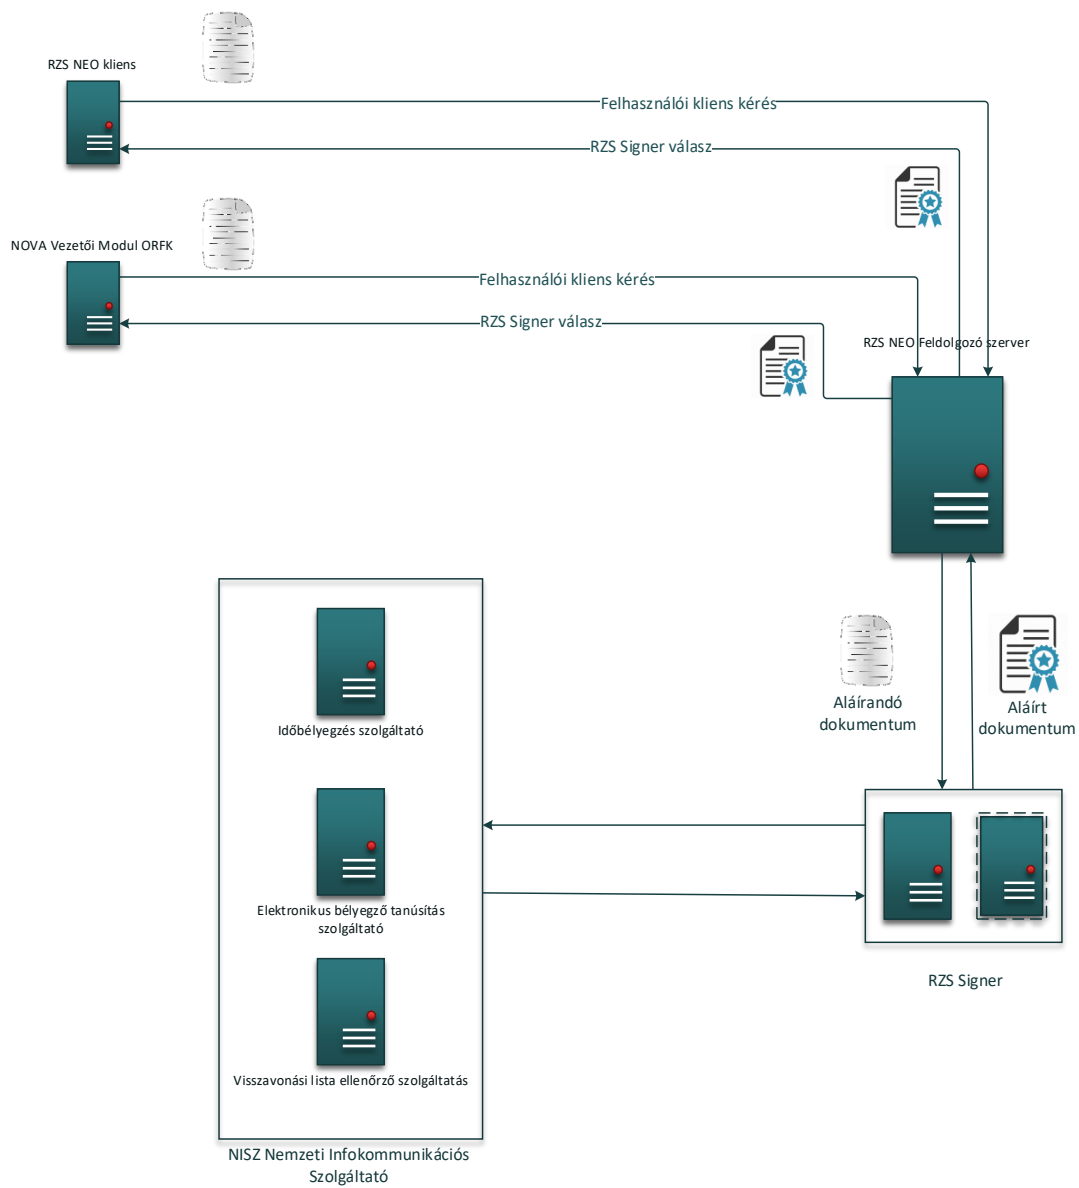 RZS NEO kliens
Felhasználói kliens kérés
RZS Signer válasz
NOVA Vezetői Modul ORFK
Felhasználói kliens kérés
RZS Signer válasz
RZS NEO Feldolgozó szerver
Aláírandó
dokumentum
Aláírt
dokumentum
Időbélyegzés szolgáltató
Elektronikus bélyegző tanúsítás
szolgáltató
RZS Signer
Visszavonási lista ellenőrző szolgáltatás
NISZ Nemzeti Infokommunikációs
Szolgáltató